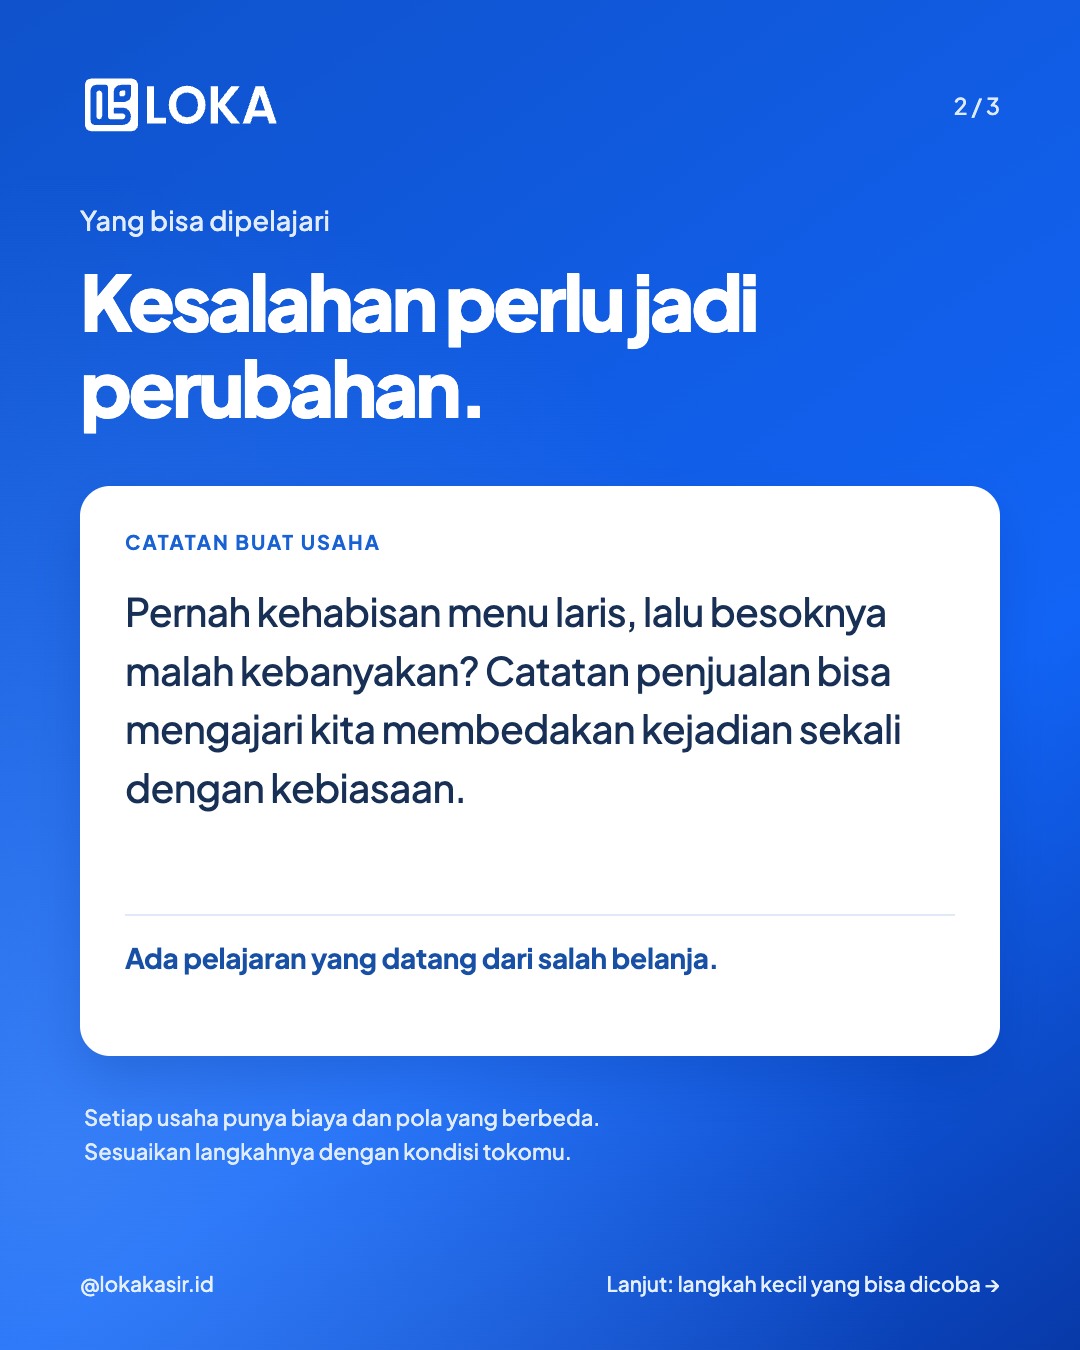 LOKA
2 / 3
Yang bisa dipelajari
Kesalahan perlu jadi
perubahan.
CATATAN BUAT USAHA
Pernah kehabisan menu laris, lalu besoknya
malah kebanyakan? Catatan penjualan bisa
mengajari kita membedakan kejadian sekali
dengan kebiasaan.
Ada pelajaran yang datang dari salah belanja.
Setiap usaha punya biaya dan pola yang berbeda.
Sesuaikan langkahnya dengan kondisi tokomu.
@lokakasir.id
Lanjut: langkah kecil yang bisa dicoba →